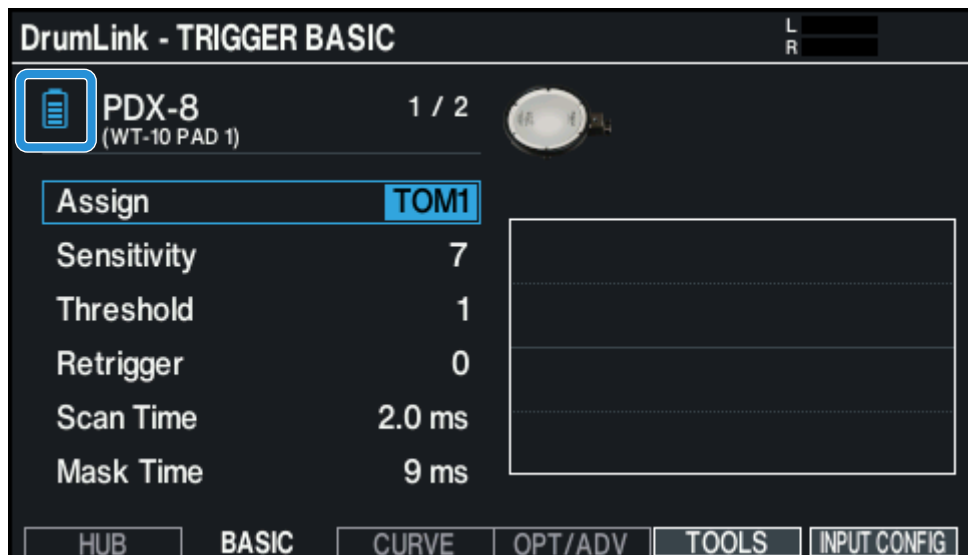 DrumLink - TRIGGER BASIC
L
R
PDX-8 1 / 2
(WT-10 PAD 1)
Assign TOM1
Sensitivity 7
Threshold 1
Retrigger 0
Scan Time 2.0 ms
Mask Time 9 ms
HUB BASIC CURVE OPT/ADV TOOLS INPUT CONFIG